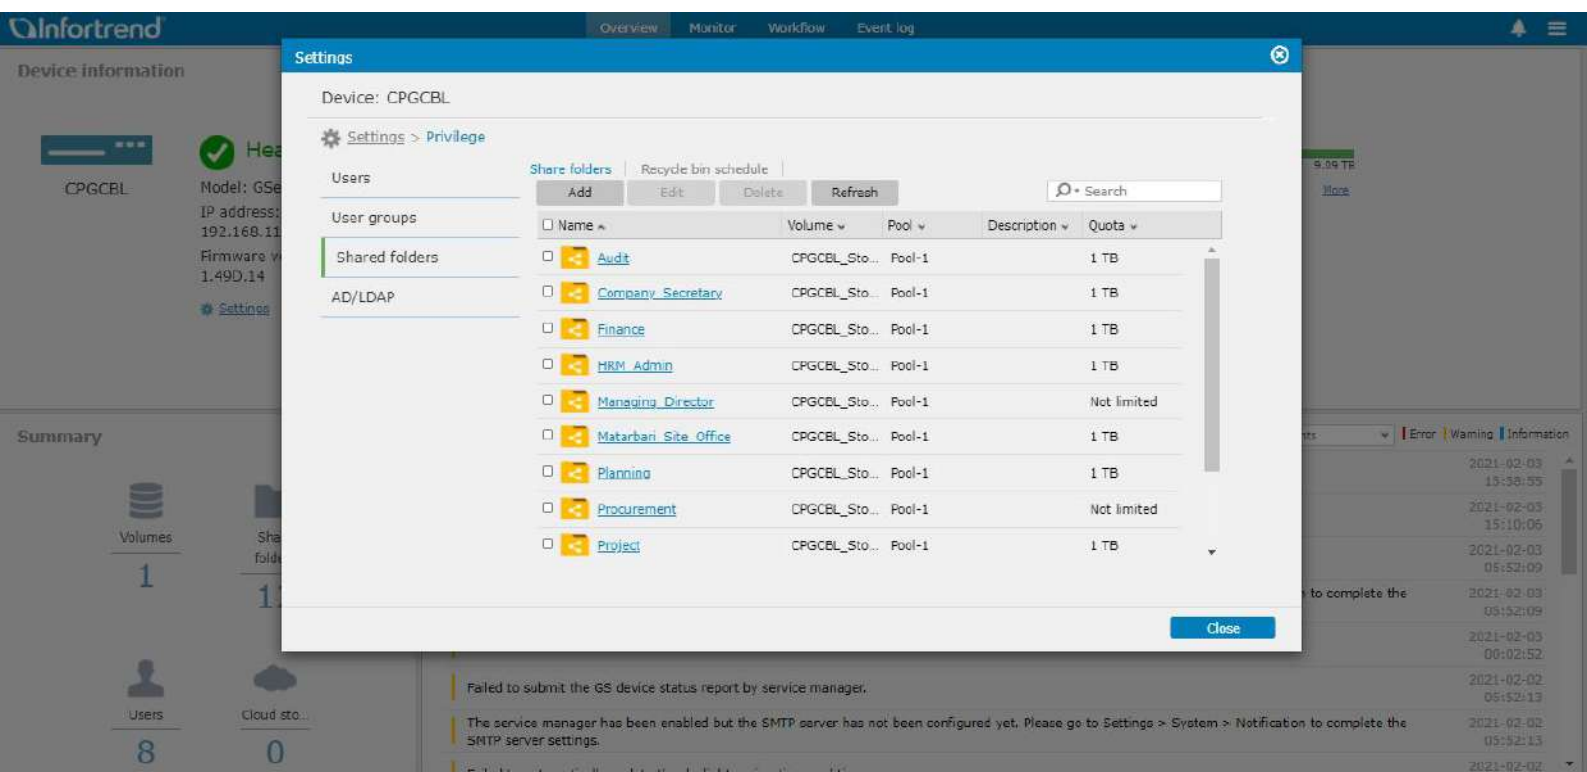 Infortrend
Overview Monitor Workflow Event log
Settings
Device information
Device: CPGCBL
Settings > Privilege
Users
User groups
Shared folders
AD/LDAP
Share folders Recycle bin schedule
Add Edit Delete Refresh
Search
Name Volume Pool Description Quota
Audit CPGCBL_Sto... Pool-1 1 TB
Company_Secretary CPGCBL_Sto... Pool-1 1 TB
Finance CPGCBL_Sto... Pool-1 1 TB
HRM_Admin CPGCBL_Sto... Pool-1 1 TB
Managing_Director CPGCBL_Sto... Pool-1 Not limited
Matarbari_Site_Office CPGCBL_Sto... Pool-1 1 TB
Planning CPGCBL_Sto... Pool-1 1 TB
Procurement CPGCBL_Sto... Pool-1 Not limited
Project CPGCBL_Sto... Pool-1 1 TB
Close
CPGCBL
Hea
Model: GSe
IP address:
192.168.11
Firmware v
1.49D.14
Settings
9.09 TB
More
Summary
Volumes
1
Sha
folde
1
Users
8
Cloud sto...
0
nts Error Warning Information
2021-02-03
15:58:55
2021-02-03
15:10:06
2021-02-03
05:52:09
n to complete the
2021-02-03
05:52:09
2021-02-03
00:02:52
Failed to submit the GS device status report by service manager.
2021-02-02
05:52:13
The service manager has been enabled but the SMTP server has not been configured yet. Please go to Settings > System > Notification to complete the
SMTP server settings.
2021-02-02
05:52:13
2021-02-02